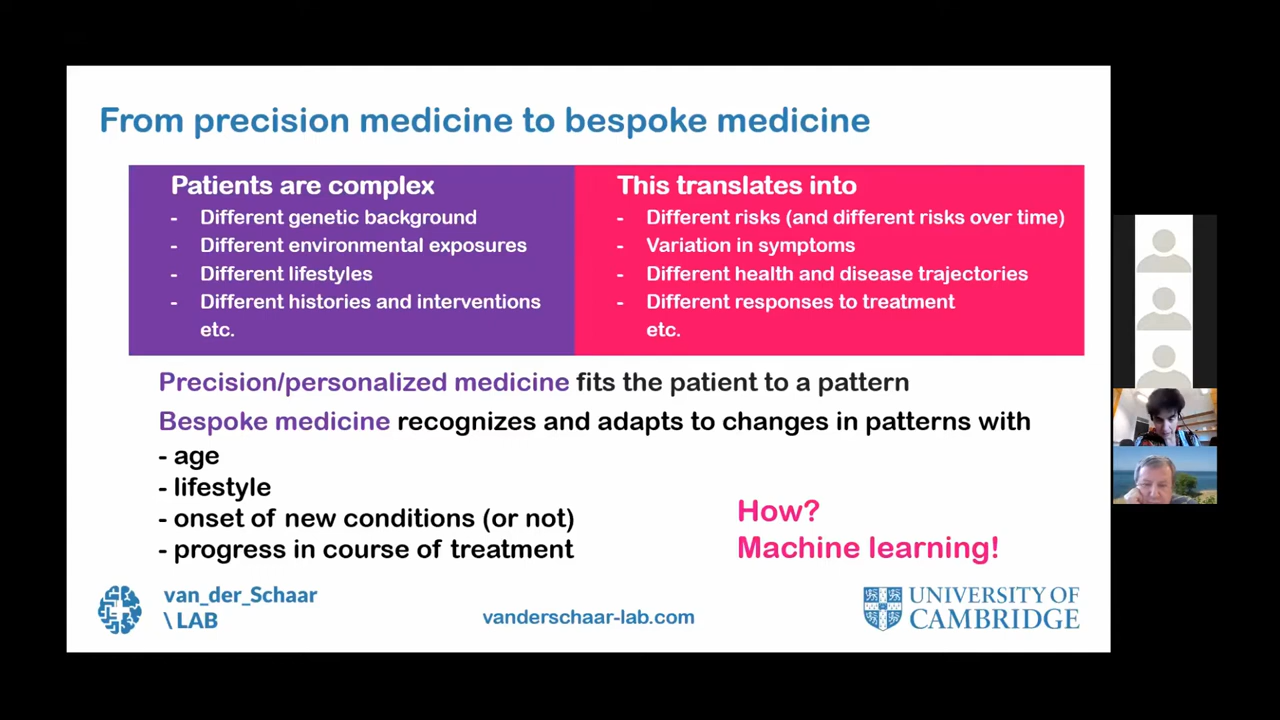 From precision medicine to bespoke medicine
Patients are complex
- Different genetic background
- Different environmental exposures
- Different lifestyles
- Different histories and interventions
etc.
This translates into
- Different risks (and different risks over time)
- Variation in symptoms
- Different health and disease trajectories
- Different responses to treatment
etc.
Precision/personalized medicine fits the patient to a pattern
Bespoke medicine recognizes and adapts to changes in patterns with
- age
- lifestyle
- onset of new conditions (or not)
- progress in course of treatment
How?
Machine learning!
van_der_Schaar
\ LAB
vanderschaar-lab.com
UNIVERSITY OF
CAMBRIDGE